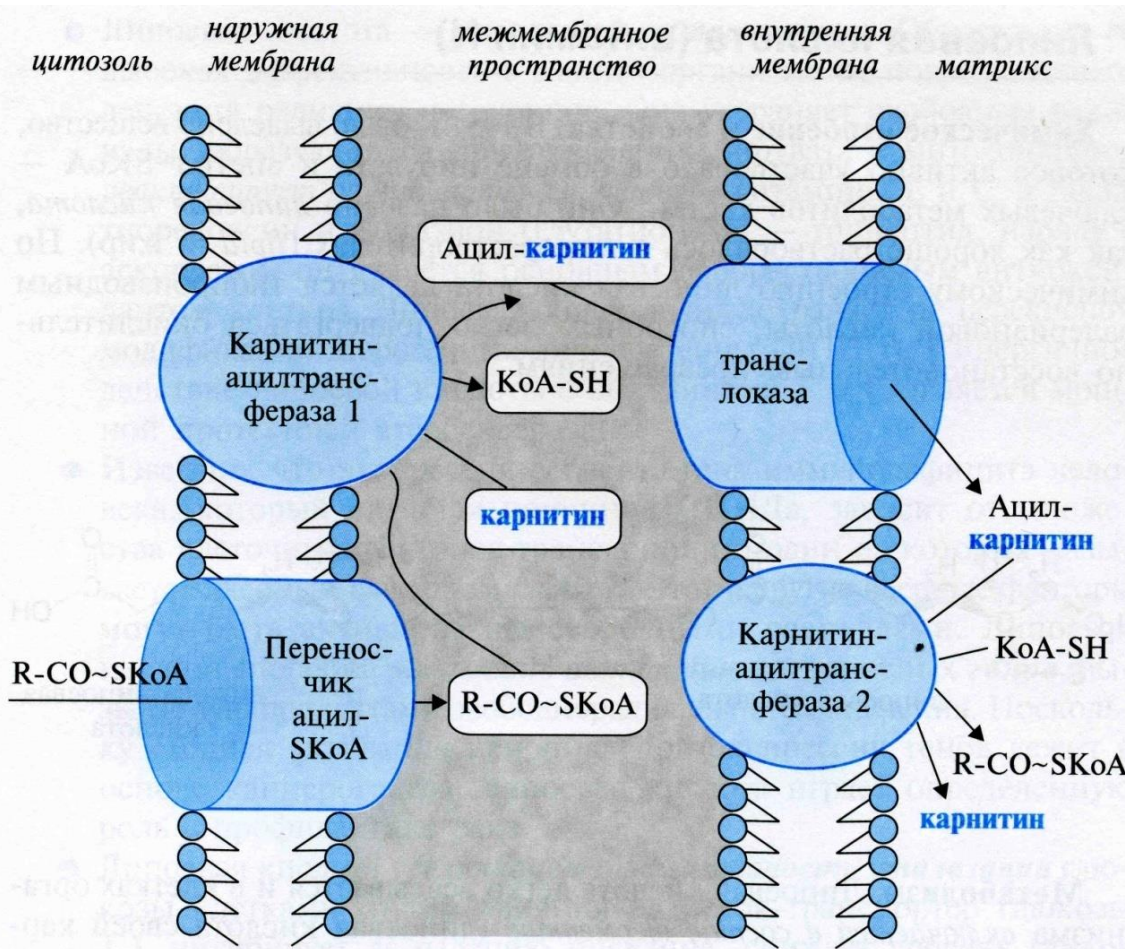 цитозоль
наружная
мембрана
межмембранное
пространство
внутренняя
мембрана
матрикс
Ацил-карнитин
Карнитин-
ацилтранс-
фераза 1
KoA-SH
карнитин
транс-
локаза
Ацил-
карнитин
R-CO~SKoA
Перенос-
чик
ацил-
SKoA
R-CO~SKoA
Карнитин-
ацилтранс
фераза 2
KoA-SH
R-CO~SKoA
карнитин